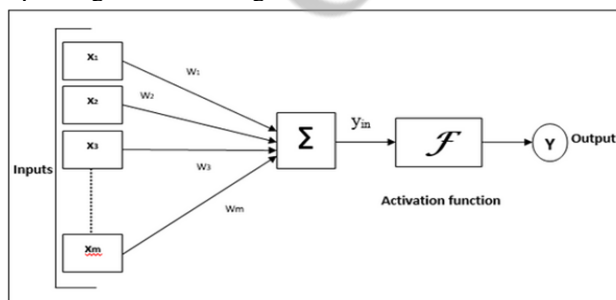 X1
W1
X2
W2
X3
Σ
yin
F
Y
Output
Inputs
W3
Activation function
Wm
Xm